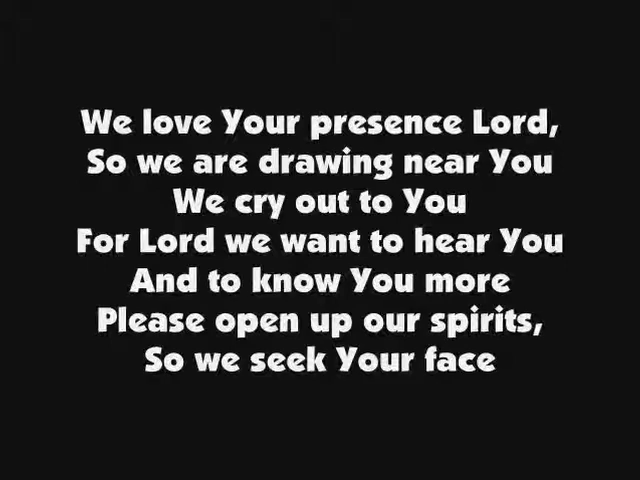 We love Your presence Lord,
So we are drawing near You
We cry out to You
For Lord we want to hear You
And to know You more
Please open up our spirits,
So we seek Your face